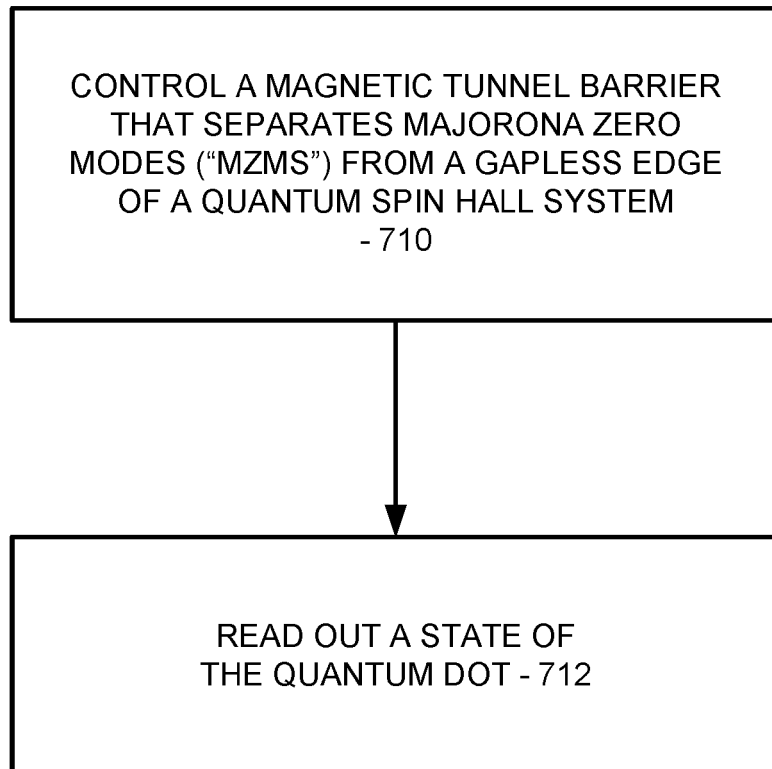 CONTROL A MAGNETIC TUNNEL BARRIER
THAT SEPARATES MAJORONA ZERO
MODES (“MZMS”) FROM A GAPLESS EDGE
OF A QUANTUM SPIN HALL SYSTEM
- 710
READ OUT A STATE OF
THE QUANTUM DOT - 712